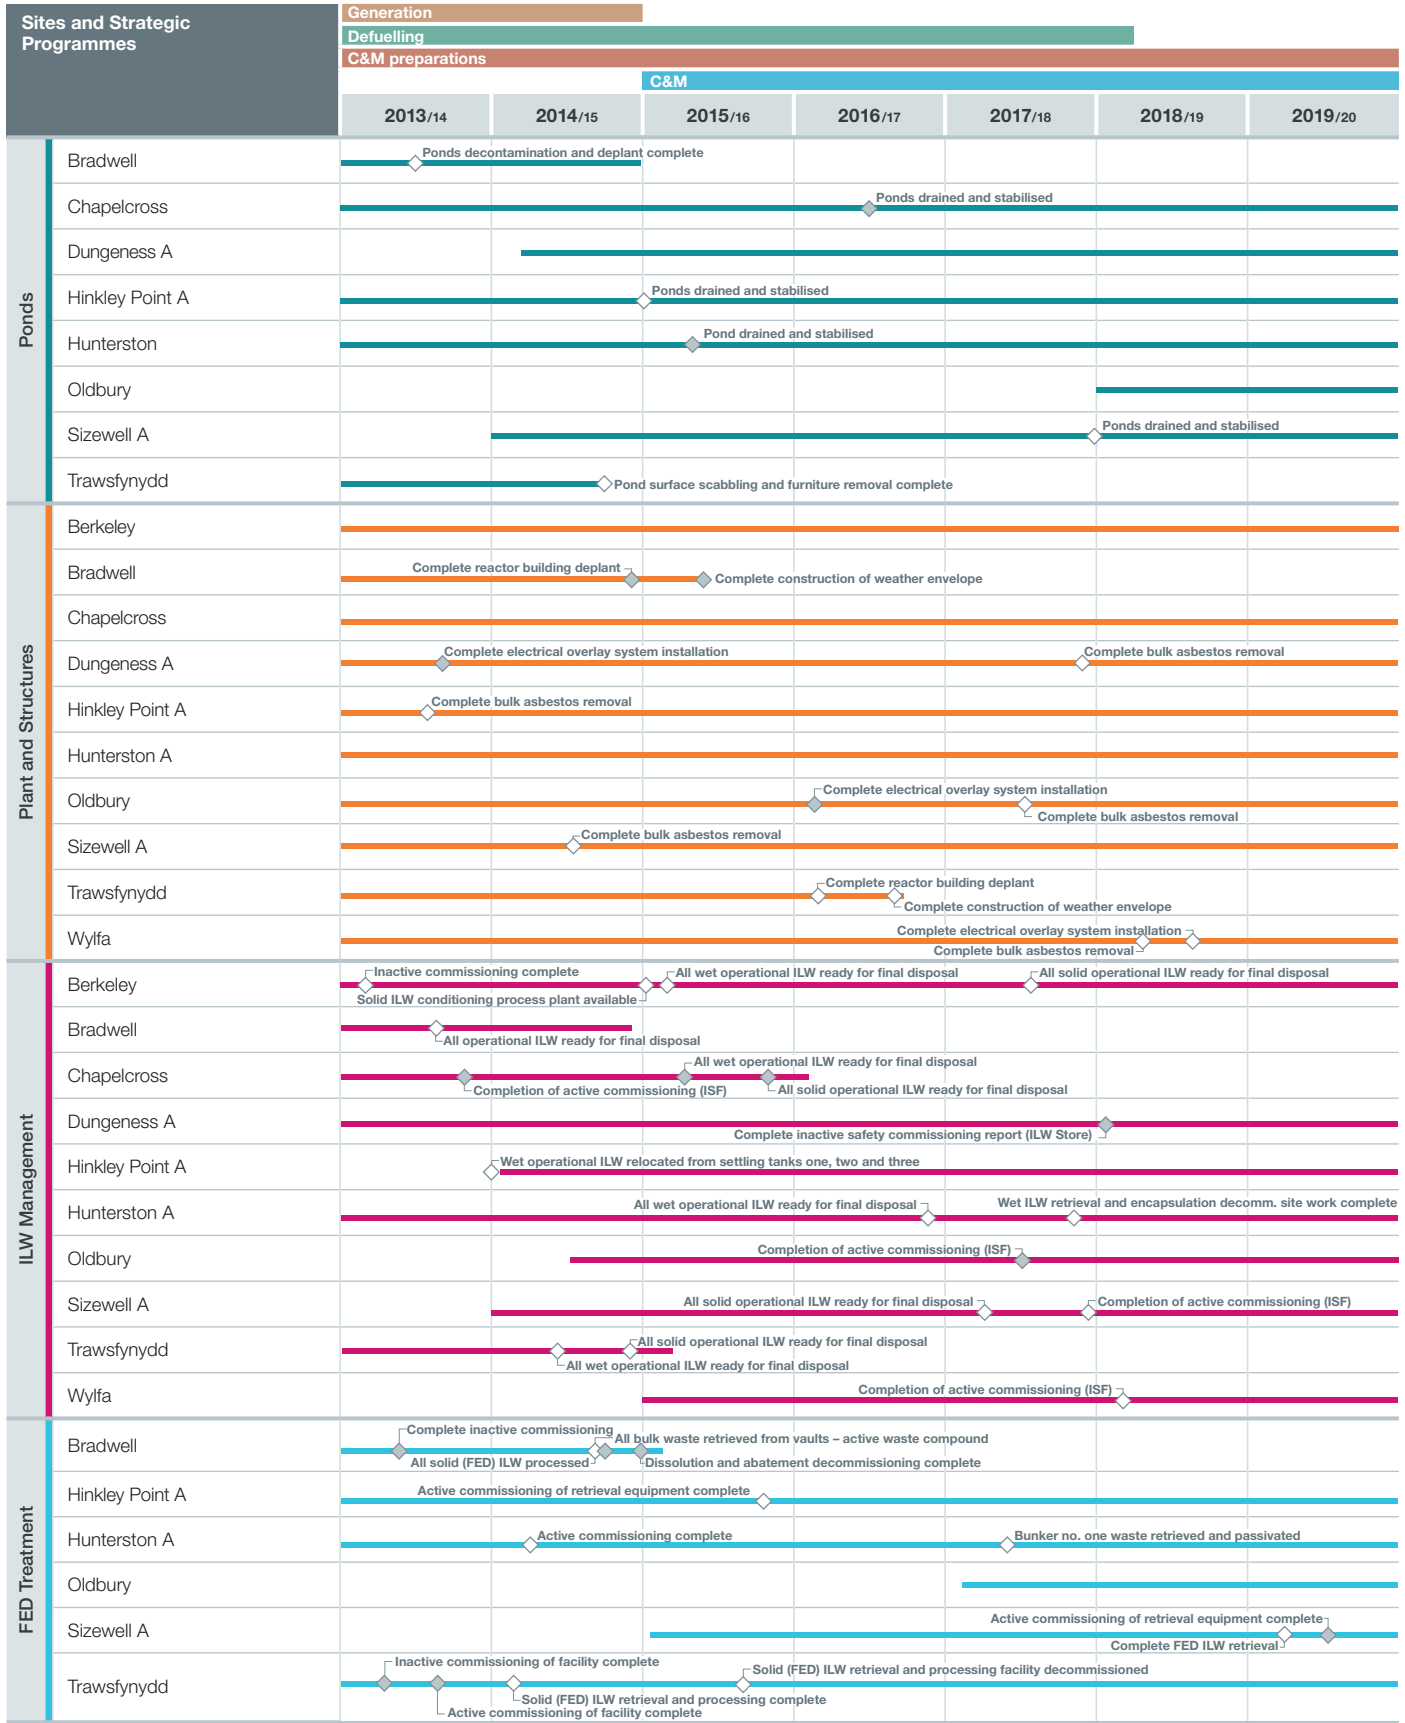 Sites and Strategic
Programmes
Generation
Defuelling
C&M preparations
C&M
2013/14
2014/15
2015/16
2016/17
2017/18
2018/19
2019/20
Ponds
Bradwell
Ponds decontamination and deplant complete
Chapelcross
Ponds drained and stabilised
Dungeness A
Hinkley Point A
Ponds drained and stabilised
Hunterston
Pond drained and stabilised
Oldbury
Sizewell A
Ponds drained and stabilised
Trawsfynydd
Pond surface scabbling and furniture removal complete
Plant and Structures
Berkeley
Bradwell
Complete reactor building deplant
Complete construction of weather envelope
Chapelcross
Dungeness A
Complete electrical overlay system installation
Complete bulk asbestos removal
Hinkley Point A
Complete bulk asbestos removal
Hunterston A
Oldbury
Complete electrical overlay system installation
Complete bulk asbestos removal
Sizewell A
Complete bulk asbestos removal
Trawsfynydd
Complete reactor building deplant
Complete construction of weather envelope
Wylfa
Complete electrical overlay system installation
Complete bulk asbestos removal
ILW Management
Berkeley
Inactive commissioning complete
Solid ILW conditioning process plant available
All wet operational ILW ready for final disposal
All solid operational ILW ready for final disposal
Bradwell
All operational ILW ready for final disposal
Chapelcross
Completion of active commissioning (ISF)
All wet operational ILW ready for final disposal
All solid operational ILW ready for final disposal
Dungeness A
Complete inactive safety commissioning report (ILW Store)
Hinkley Point A
Wet operational ILW relocated from settling tanks one, two and three
Hunterston A
All wet operational ILW ready for final disposal
Wet ILW retrieval and encapsulation decomm. site work complete
Oldbury
Completion of active commissioning (ISF)
Sizewell A
All solid operational ILW ready for final disposal
Completion of active commissioning (ISF)
Trawsfynydd
All solid operational ILW ready for final disposal
All wet operational ILW ready for final disposal
Wylfa
Completion of active commissioning (ISF)
FED Treatment
Bradwell
Complete inactive commissioning
All bulk waste retrieved from vaults – active waste compound
All solid (FED) ILW processed
Dissolution and abatement decommissioning complete
Hinkley Point A
Active commissioning of retrieval equipment complete
Hunterston A
Active commissioning complete
Bunker no. one waste retrieved and passivated
Oldbury
Sizewell A
Active commissioning of retrieval equipment complete
Complete FED ILW retrieval
Trawsfynydd
Inactive commissioning of facility complete
Solid (FED) ILW retrieval and processing facility decommissioned
Solid (FED) ILW retrieval and processing complete
Active commissioning of facility complete